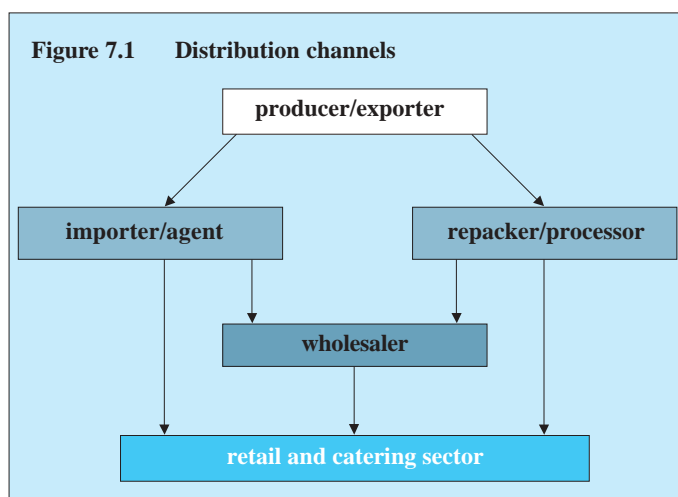 Figure 7.1 Distribution channels
producer/exporter
importer/agent
repacker/processor
wholesaler
retail and catering sector